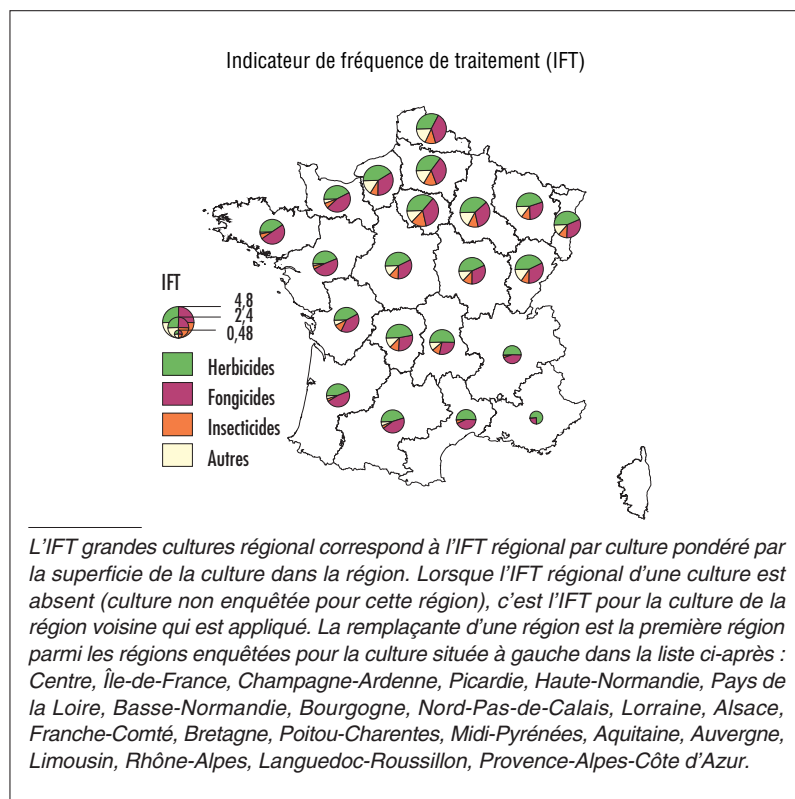 Indicateur de fréquence de traitement (IFT)
IFT
4,8
2,4
0,48
Herbicides
Fongicides
Insecticides
Autres
L'IFT grandes cultures régional correspond à l'IFT régional par culture pondéré par
la superficie de la culture dans la région. Lorsque l'IFT régional d'une culture est
absent (culture non enquêtée pour cette région), c'est l'IFT pour la culture de la
région voisine qui est appliqué. La remplaçante d'une région est la première région
parmi les régions enquêtées pour la culture située à gauche dans la liste ci-après :
Centre, Île-de-France, Champagne-Ardenne, Picardie, Haute-Normandie, Pays de
la Loire, Basse-Normandie, Bourgogne, Nord-Pas-de-Calais, Lorraine, Alsace,
Franche-Comté, Bretagne, Poitou-Charentes, Midi-Pyrénées, Aquitaine, Auvergne,
Limousin, Rhône-Alpes, Languedoc-Roussillon, Provence-Alpes-Côte d'Azur.